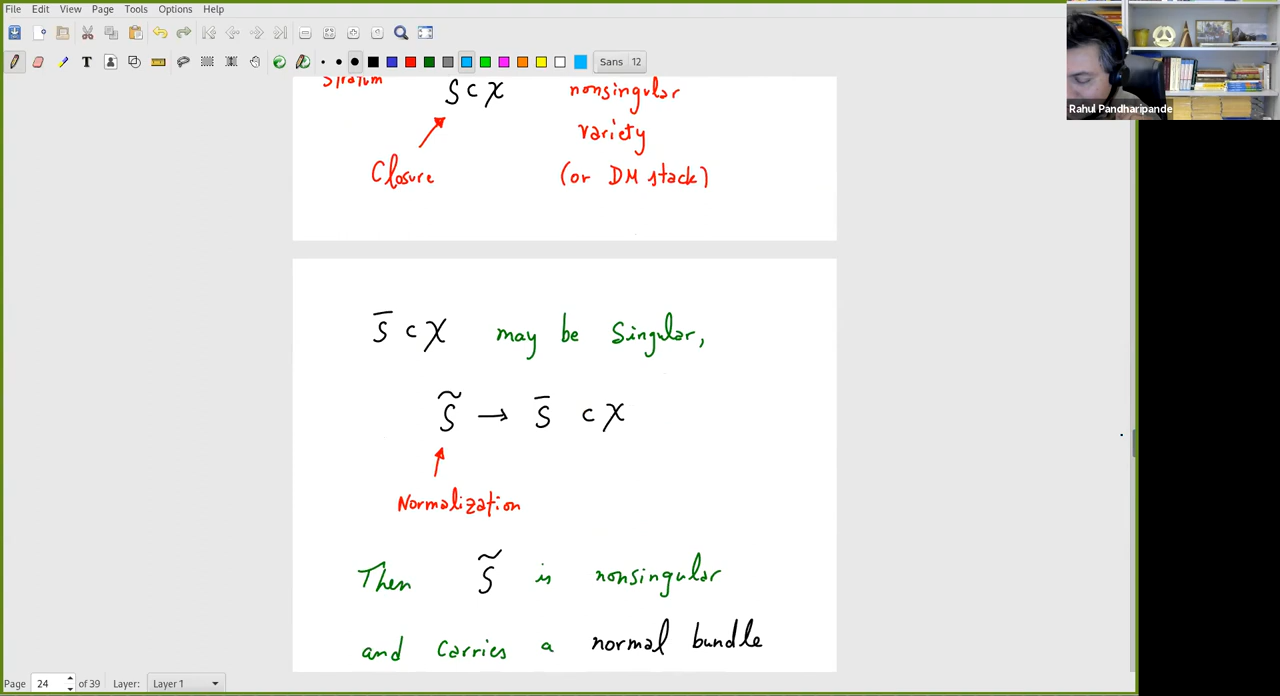 File Edit View Page Tools Options Help
Sans 12
Rahul Pandharipande
Stratum
S ⊂ X nonsingular
variety
Closure (or DM stack)
S̄ ⊂ X may be singular,
S̃ → S̄ ⊂ X
Normalization
Then S̃ is nonsingular
and carries a normal bundle
Page 24 of 39 Layer: Layer 1